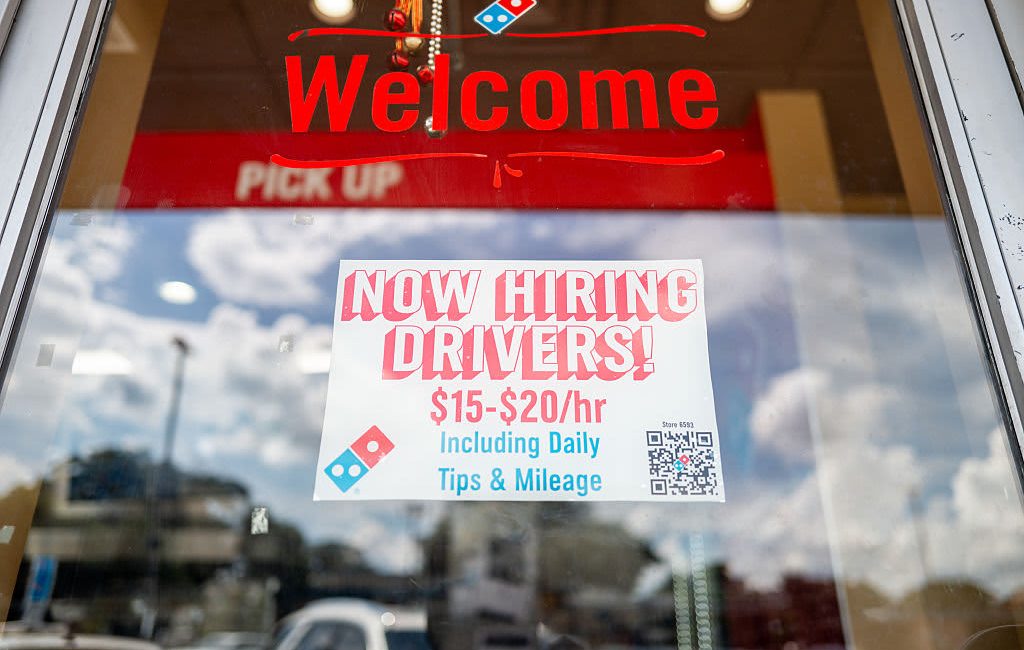 Welcome
PICK UP
NOW HIRING
DRIVERS!
$15-$20/hr
Including Daily
Tips & Mileage
Store 6593